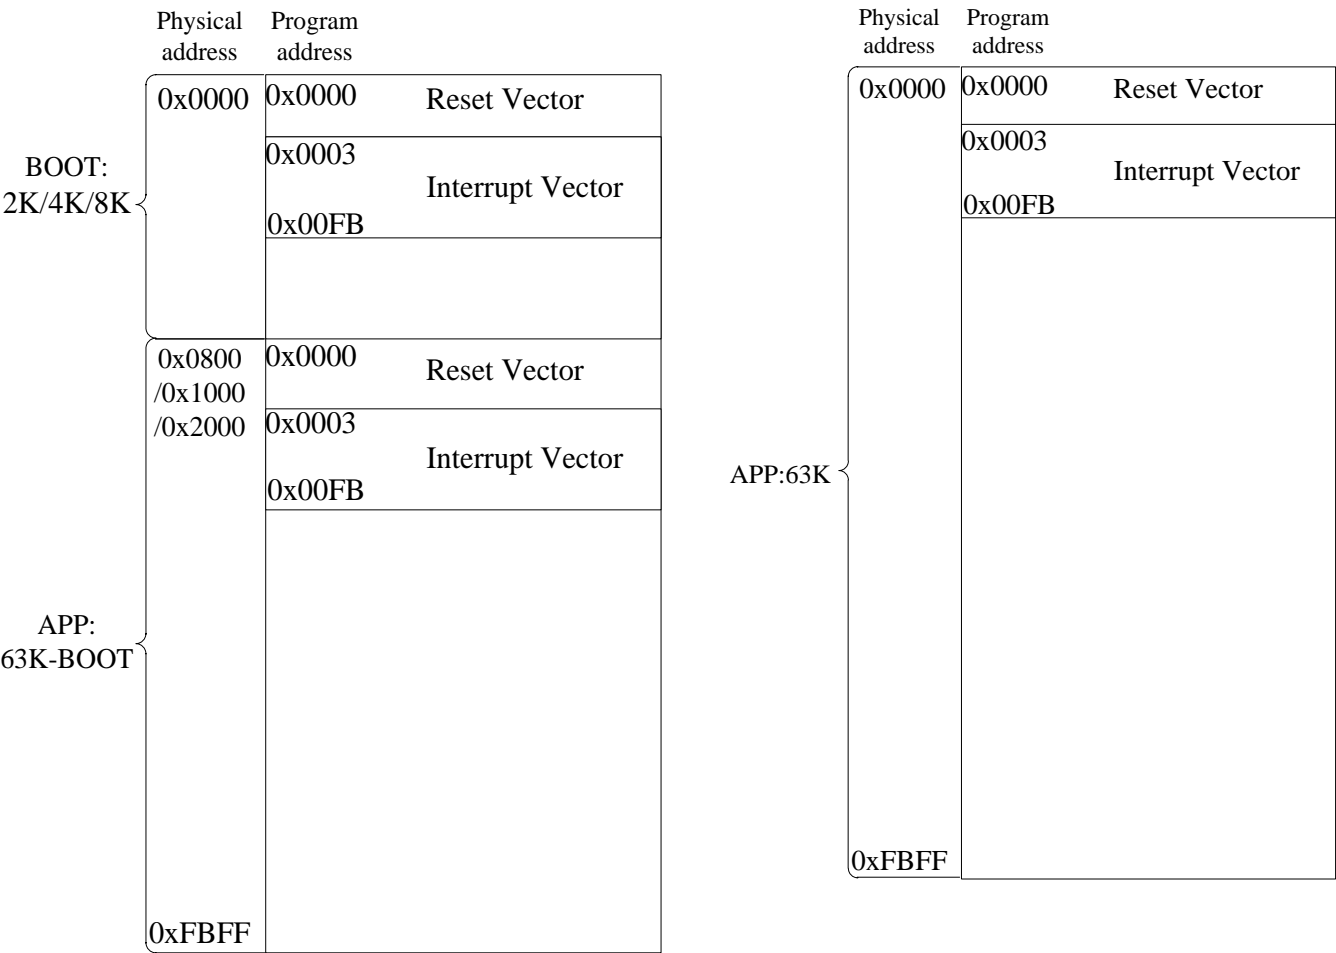 Physical address
Program address
0x0000
0x0000
Reset Vector
0x0003
Interrupt Vector
0x00FB
BOOT:
2K/4K/8K
0x0800
/0x1000
/0x2000
0x0000
Reset Vector
0x0003
Interrupt Vector
0x00FB
APP:
63K-BOOT
0xFBFF
Physical address
Program address
0x0000
0x0000
Reset Vector
0x0003
Interrupt Vector
0x00FB
APP:63K
0xFBFF